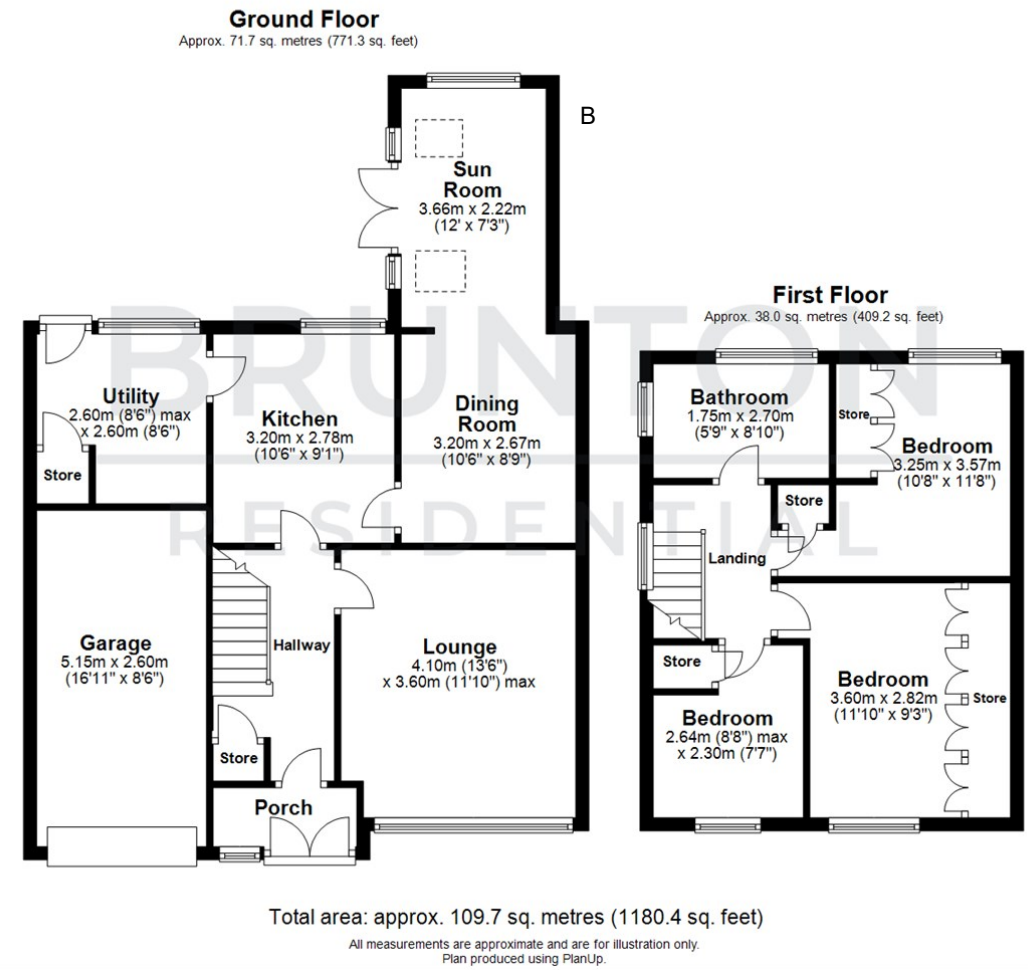 Ground Floor
Approx. 71.7 sq. metres (771.3 sq. feet)
B
Sun
Room
3.66m x 2.22m
(12' x 7'3")
Utility
2.60m (8'6") max
x 2.60m (8'6")
Store
Kitchen
3.20m x 2.78m
(10'6" x 9'1")
Dining
Room
3.20m x 2.67m
(10'6" x 8'9")
Garage
5.15m x 2.60m
(16'11" x 8'6")
Hallway
Lounge
4.10m (13'6")
x 3.60m (11'10") max
Store
Porch
First Floor
Approx. 38.0 sq. metres (409.2 sq. feet)
Bathroom
1.75m x 2.70m
(5'9" x 8'10")
Store
Bedroom
3.25m x 3.57m
(10'8" x 11'8")
Store
Landing
Store
Bedroom
2.64m (8'8") max
x 2.30m (7'7")
Bedroom
3.60m x 2.82m
(11'10" x 9'3")
Store
BRUNTON
RESIDENTIAL
Total area: approx. 109.7 sq. metres (1180.4 sq. feet)
All measurements are approximate and are for illustration only.
Plan produced using PlanUp.